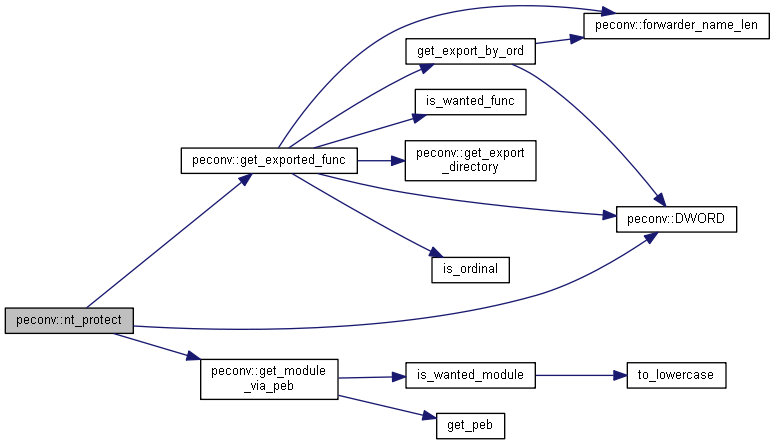 peconv::forwarder_name_len
get_export_by_ord
is_wanted_func
peconv::get_exported_func
peconv::get_export
_directory
peconv::DWORD
is_ordinal
peconv::nt_protect
peconv::get_module
_via_peb
is_wanted_module
to_lowercase
get_peb